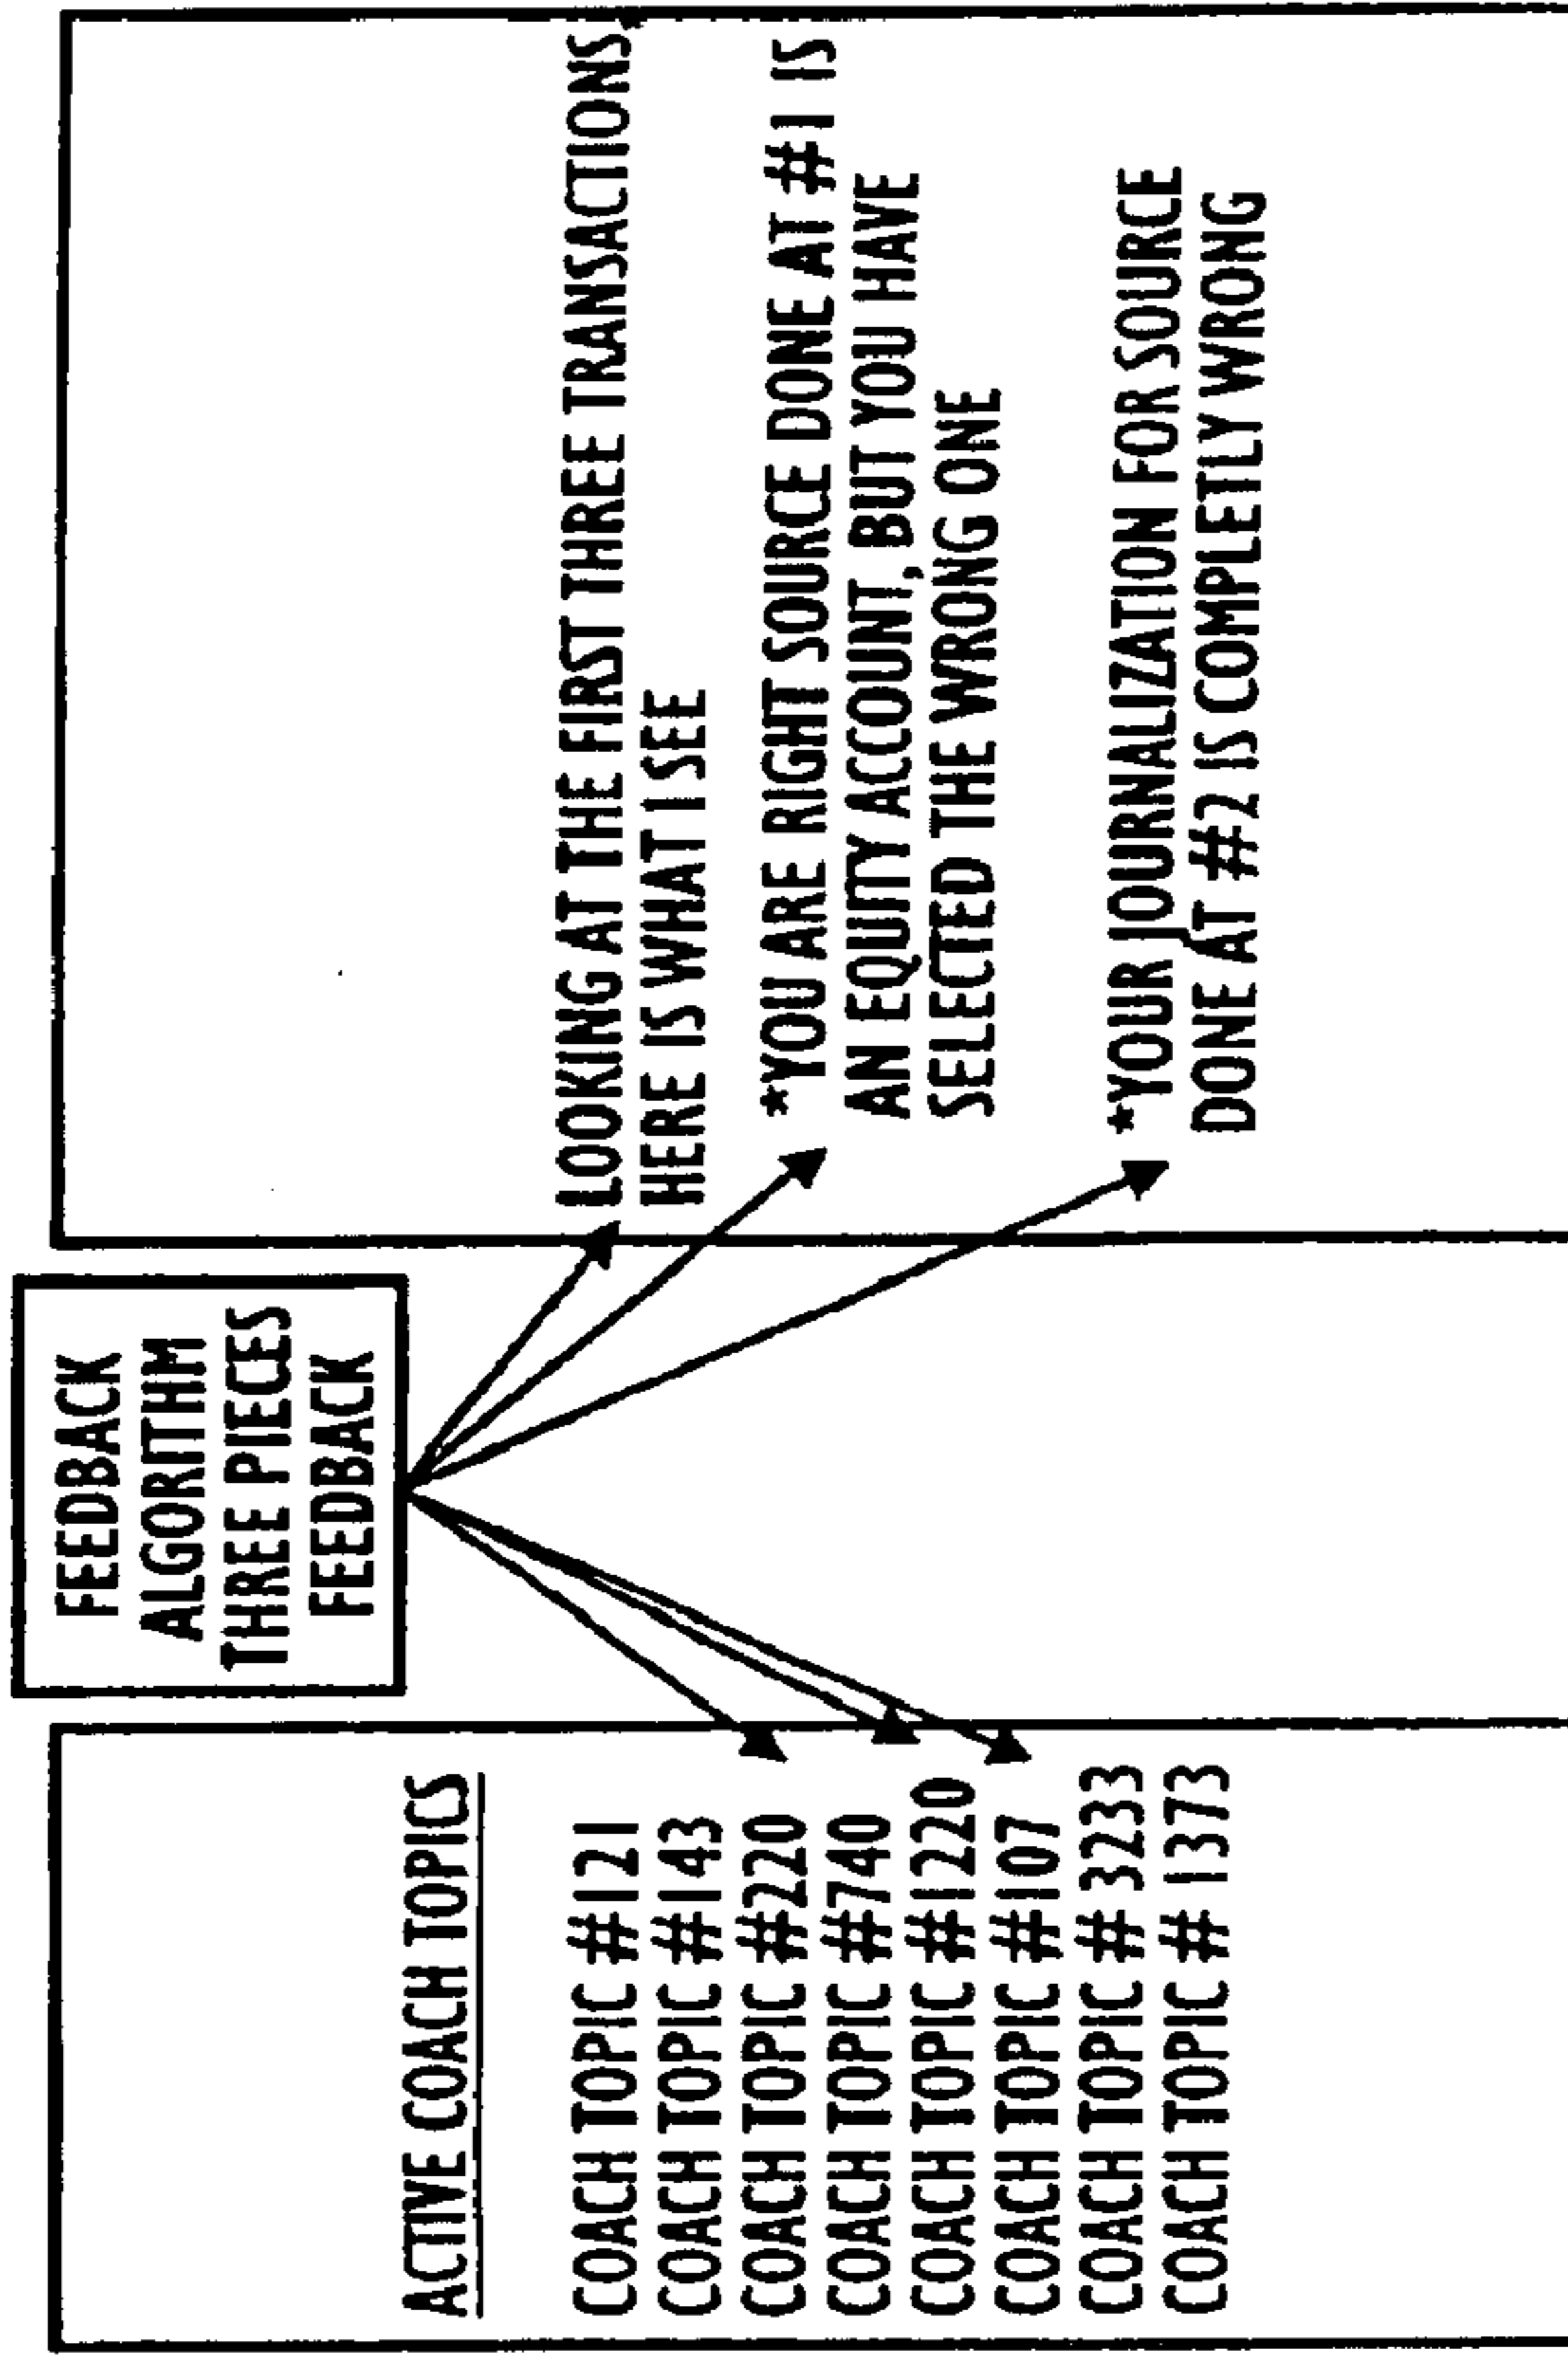 ACTIVE COACH TOPICS
COACH TOPIC #121
COACH TOPIC #143
COACH TOPIC #220
COACH TOPIC #740
COACH TOPIC #1220
COACH TOPIC #1107
COACH TOPIC # 3233
COACH TOPIC # 1373
FEEDBACK
ALGORITHM
THREE PIECES
FEEDBACK
LOOKING AT THE FIRST THREE TRANSACTIONS,
HERE IS WHAT I SEE
*YOU ARE RIGHT SOURCE DONE AT #1 IS
AN EQUITY ACCOUNT, BUT YOU HAVE
SELECTED THE WRONG ONE
*YOUR JOURNALIZATION FOR SOURCE
DONE AT #2 IS COMPLETILY WRONG